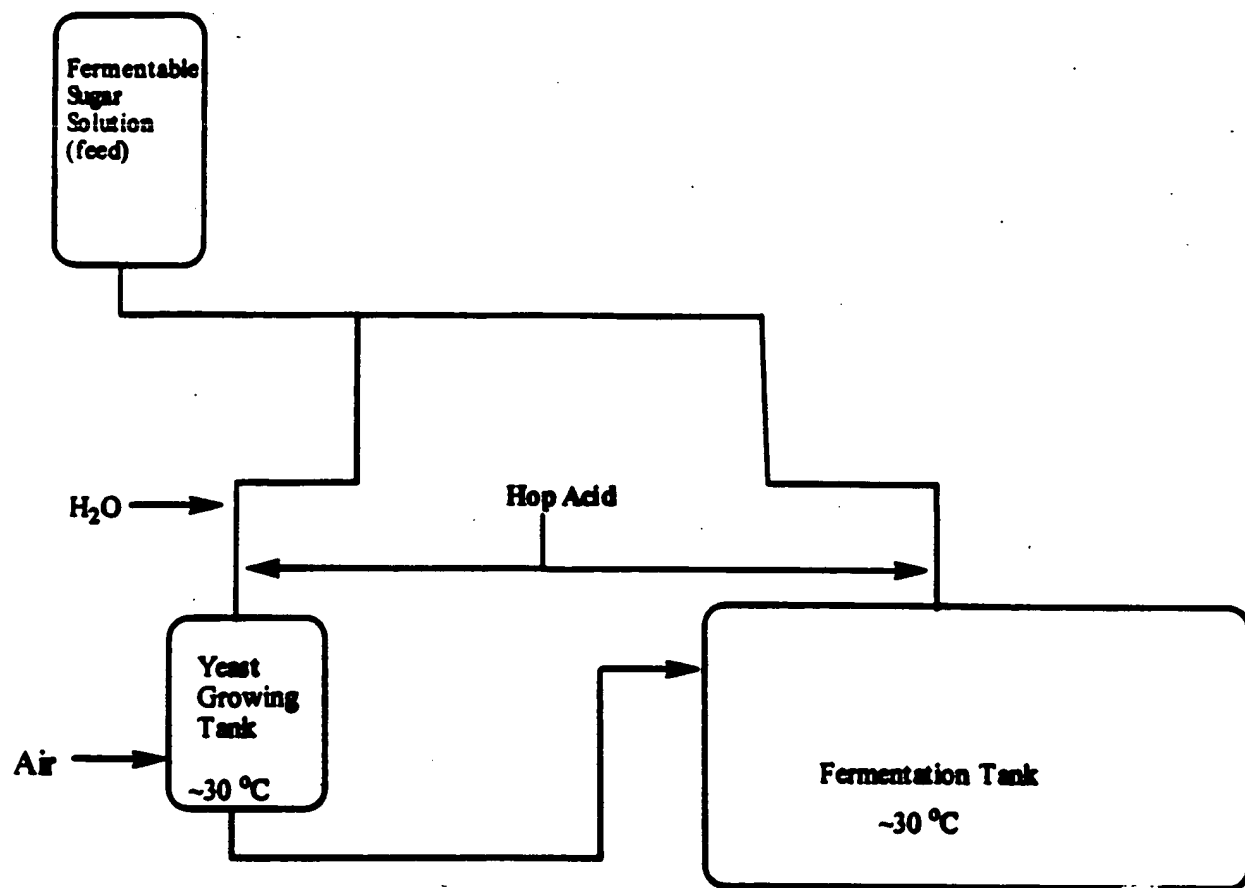 Fermentable
Sugar
Solution
(feed)
H₂O
Hop Acid
Yeast
Growing
Tank
~30 °C
Air
Fermentation Tank
~30 °C